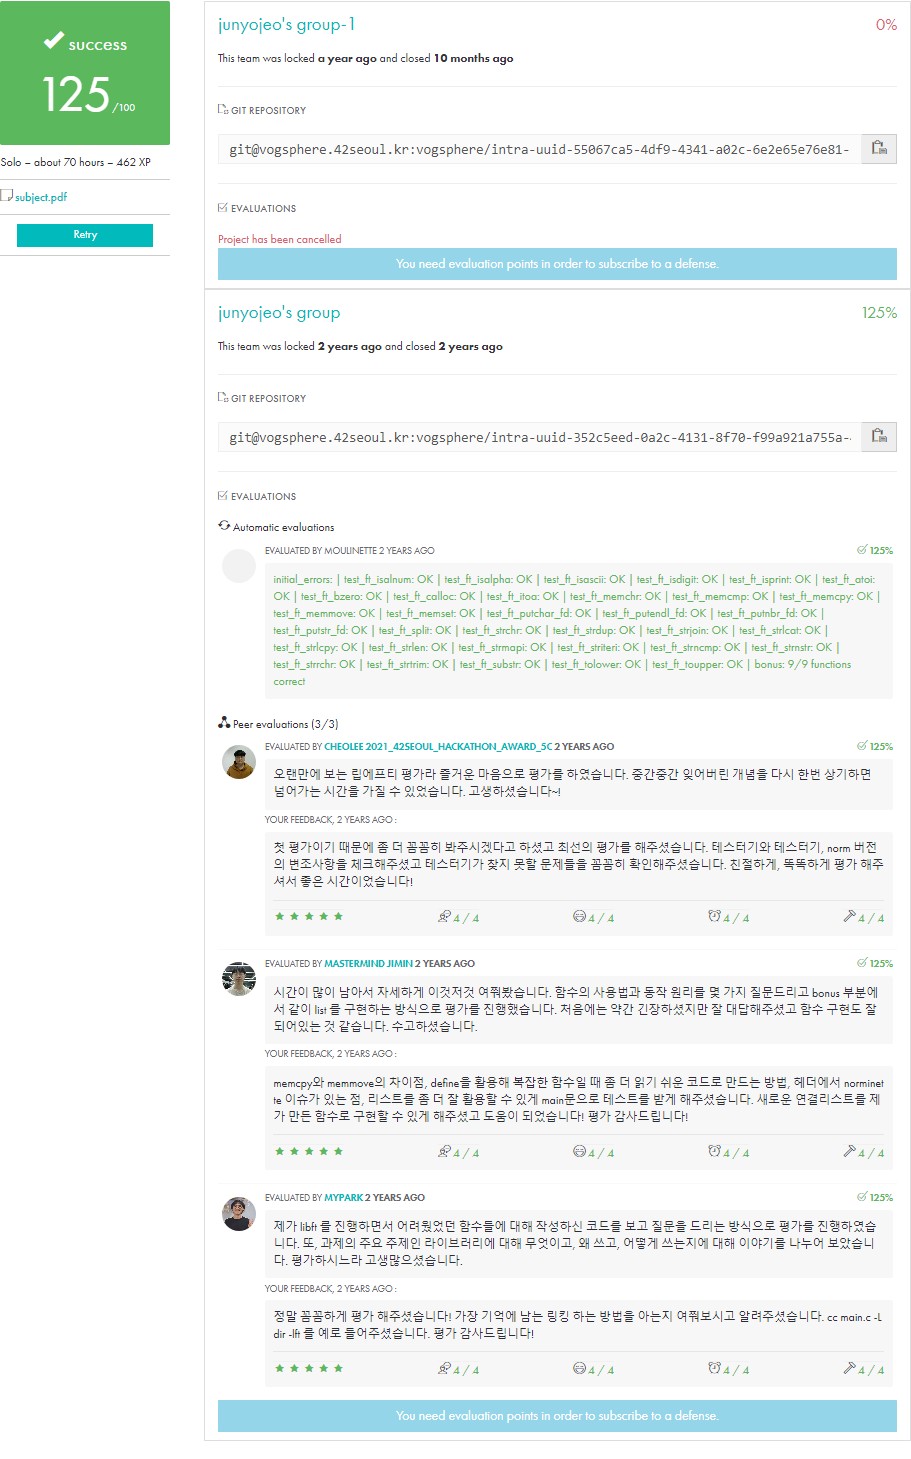 success
125/100
Solo – about 70 hours – 462 XP
subject.pdf
Retry
junyojeo's group-1
0%
This team was locked a year ago and closed 10 months ago
GIT REPOSITORY
git@vogsphere.42seoul.kr:vogsphere/intra-uuid-55067ca5-4df9-4341-a02c-6e2e65e76e81-
EVALUATIONS
Project has been cancelled
You need evaluation points in order to subscribe to a defense.
junyojeo's group
125%
This team was locked 2 years ago and closed 2 years ago
GIT REPOSITORY
git@vogsphere.42seoul.kr:vogsphere/intra-uuid-352c5eed-0a2c-4131-8f70-f99a921a755a-
EVALUATIONS
Automatic evaluations
EVALUATED BY MOULINETTE 2 YEARS AGO
125%
initial_errors: | test_ft_isalnum: OK | test_ft_isalpha: OK | test_ft_isascii: OK | test_ft_isdigit: OK | test_ft_isprint: OK | test_ft_atoi:
OK | test_ft_bzero: OK | test_ft_calloc: OK | test_ft_itoa: OK | test_ft_memchr: OK | test_ft_memcmp: OK | test_ft_memcpy: OK |
test_ft_memmove: OK | test_ft_memset: OK | test_ft_putchar_fd: OK | test_ft_putendl_fd: OK | test_ft_putnbr_fd: OK |
test_ft_putstr_fd: OK | test_ft_split: OK | test_ft_strchr: OK | test_ft_strdup: OK | test_ft_strjoin: OK | test_ft_strlcat: OK |
test_ft_strlcpy: OK | test_ft_strlen: OK | test_ft_strmapi: OK | test_ft_striteri: OK | test_ft_strncmp: OK | test_ft_strnstr: OK |
test_ft_strrchr: OK | test_ft_strtrim: OK | test_ft_substr: OK | test_ft_tolower: OK | test_ft_toupper: OK | bonus: 9/9 functions
correct
Peer evaluations (3/3)
EVALUATED BY CHEOLEE 2021_42SEOUL_HACKATHON_AWARD_5C 2 YEARS AGO
125%
오랜만에 보는 립에프티 평가라 즐거운 마음으로 평가를 하였습니다. 중간중간 잊어버린 개념을 다시 한번 상기하면
넘어가는 시간을 가질 수 있었습니다. 고생하셨습니다~!
YOUR FEEDBACK, 2 YEARS AGO :
첫 평가이기 때문에 좀 더 꼼꼼히 봐주시겠다고 하셨고 최선의 평가를 해주셨습니다. 테스터기와 테스터기, norm 버전
의 변조사항을 체크해주셨고 테스터기가 찾지 못할 문제들을 꼼꼼히 확인해주셨습니다. 친절하게, 똑똑하게 평가 해주
셔서 좋은 시간이었습니다!
4 / 4 4 / 4 4 / 4 4 / 4
EVALUATED BY MASTERMIND JIMIN 2 YEARS AGO
125%
시간이 많이 남아서 자세하게 이것저것 여쭤봤습니다. 함수의 사용법과 동작 원리를 몇 가지 질문드리고 bonus 부분에
서 같이 list 를 구현하는 방식으로 평가를 진행했습니다. 처음에는 약간 긴장하셨지만 잘 대답해주셨고 함수 구현도 잘
되어있는 것 같습니다. 수고하셨습니다.
YOUR FEEDBACK, 2 YEARS AGO :
memcpy와 memmove의 차이점, define을 활용해 복잡한 함수일 때 좀 더 읽기 쉬운 코드로 만드는 방법, 헤더에서 norminet
te 이슈가 있는 점, 리스트를 좀 더 잘 활용할 수 있게 main문으로 테스트를 받게 해주셨습니다. 새로운 연결리스트를 제
가 만든 함수로 구현할 수 있게 해주셨고 도움이 되었습니다! 평가 감사드립니다!
4 / 4 4 / 4 4 / 4 4 / 4
EVALUATED BY MYPARK 2 YEARS AGO
125%
제가 libft 를 진행하면서 어려웠었던 함수들에 대해 작성하신 코드를 보고 질문을 드리는 방식으로 평가를 진행하였습니
다. 또, 과제의 주요 주제인 라이브러리에 대해 무엇이고, 왜 쓰고, 어떻게 쓰는지에 대해 이야기를 나누어 보았습니
다. 평가하시느라 고생많으셨습니다.
YOUR FEEDBACK, 2 YEARS AGO :
정말 꼼꼼하게 평가 해주셨습니다! 가장 기억에 남는 링킹 하는 방법을 아는지 여쭤보시고 알려주셨습니다. cc main.c -L
dir -lft 를 예로 들어주셨습니다. 평가 감사드립니다!
4 / 4 4 / 4 4 / 4 4 / 4
You need evaluation points in order to subscribe to a defense.